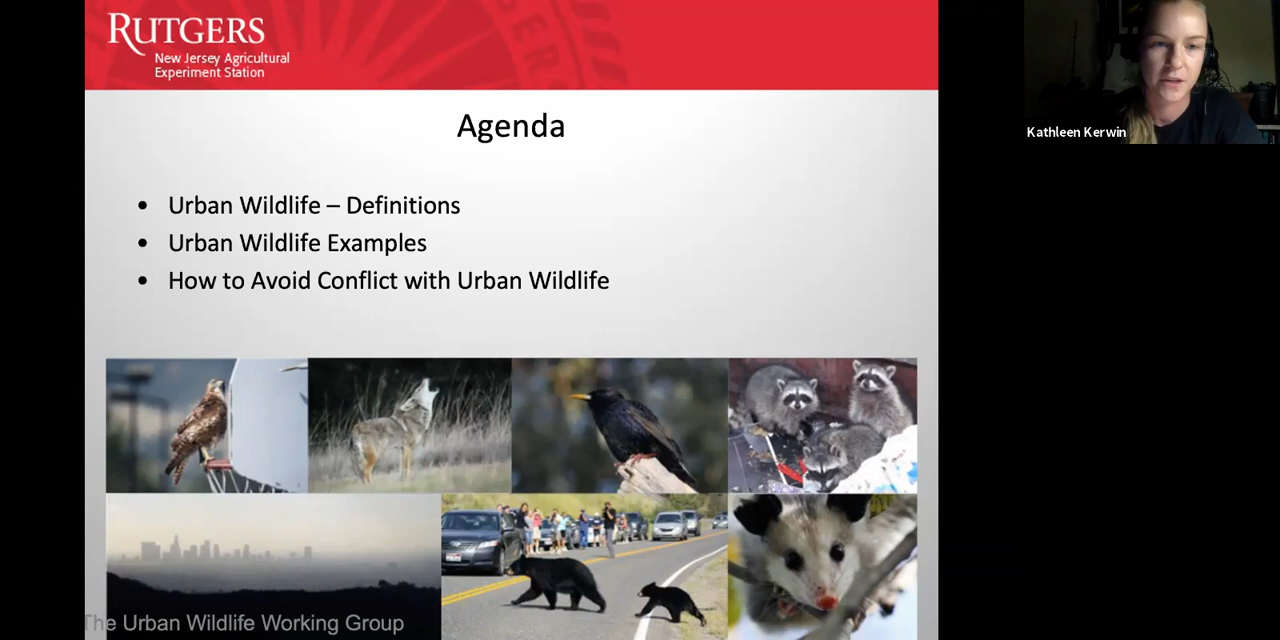 RUTGERS
New Jersey Agricultural
Experiment Station
Kathleen Kerwin
Agenda
• Urban Wildlife – Definitions
• Urban Wildlife Examples
• How to Avoid Conflict with Urban Wildlife
The Urban Wildlife Working Group